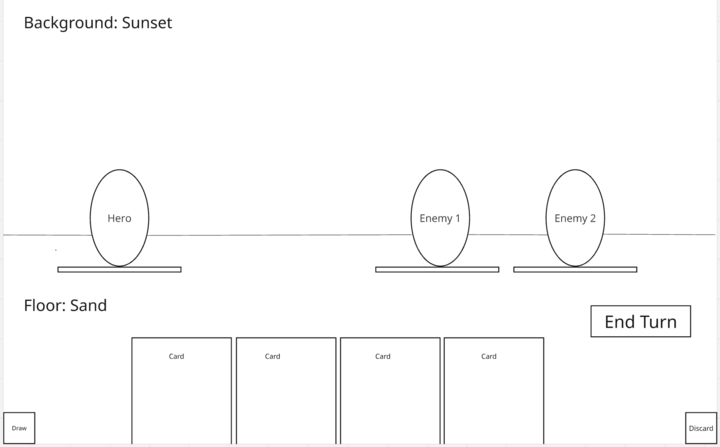 Background: Sunset
Hero
Enemy 1
Enemy 2
Floor: Sand
End Turn
Card
Card
Card
Card
Draw
Discard